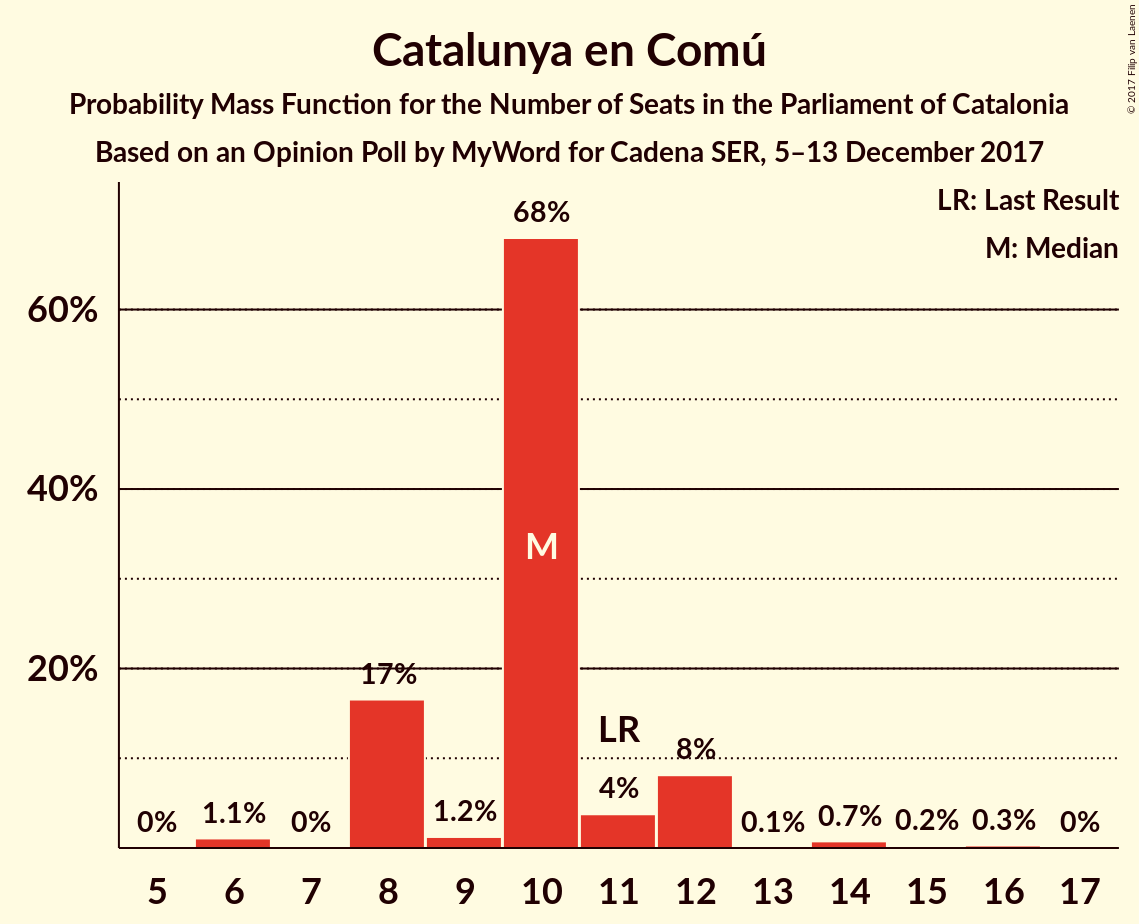 Catalunya en Comú
Probability Mass Function for the Number of Seats in the Parliament of Catalonia
Based on an Opinion Poll by MyWord for Cadena SER, 5–13 December 2017
© 2017 Filip van Laenen
LR: Last Result
M: Median
60%
40%
20%
0%
1.1%
0%
17%
1.2%
68%
M
LR
4%
8%
0.1%
0.7%
0.2%
0.3%
0%
5 6 7 8 9 10 11 12 13 14 15 16 17